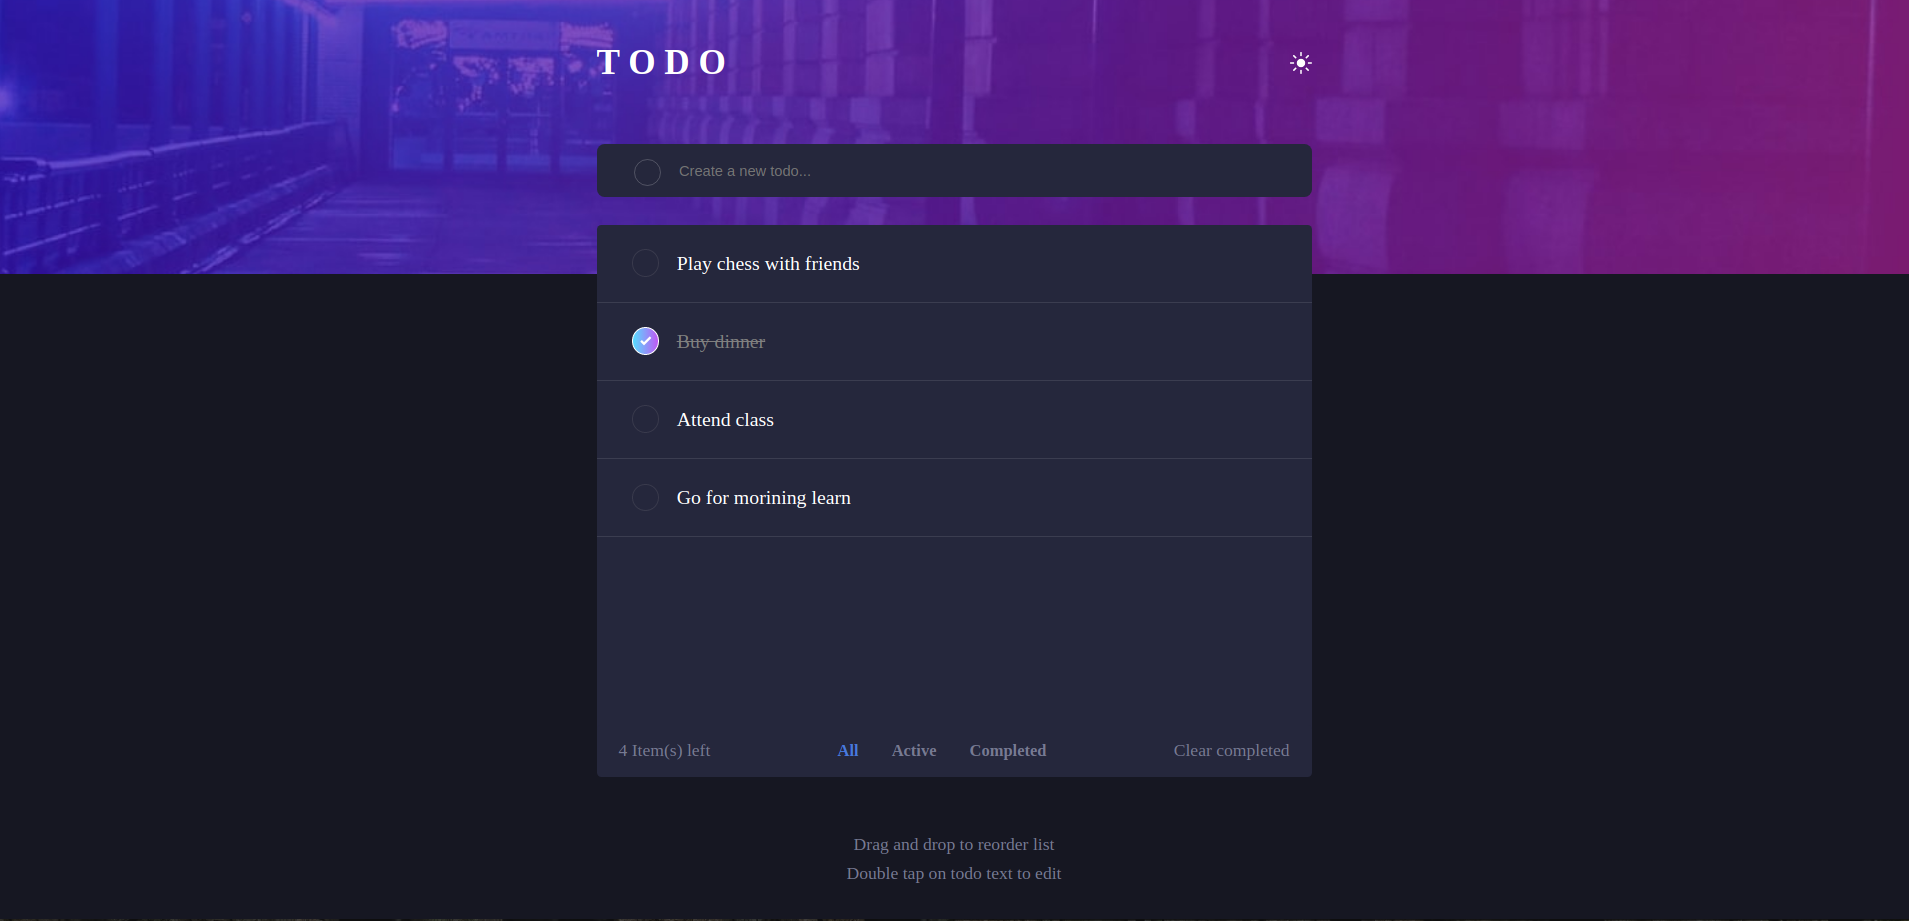 TODO
Create a new todo...
Play chess with friends
Buy dinner
Attend class
Go for morining learn
4 Item(s) left All Active Completed Clear completed
Drag and drop to reorder list
Double tap on todo text to edit